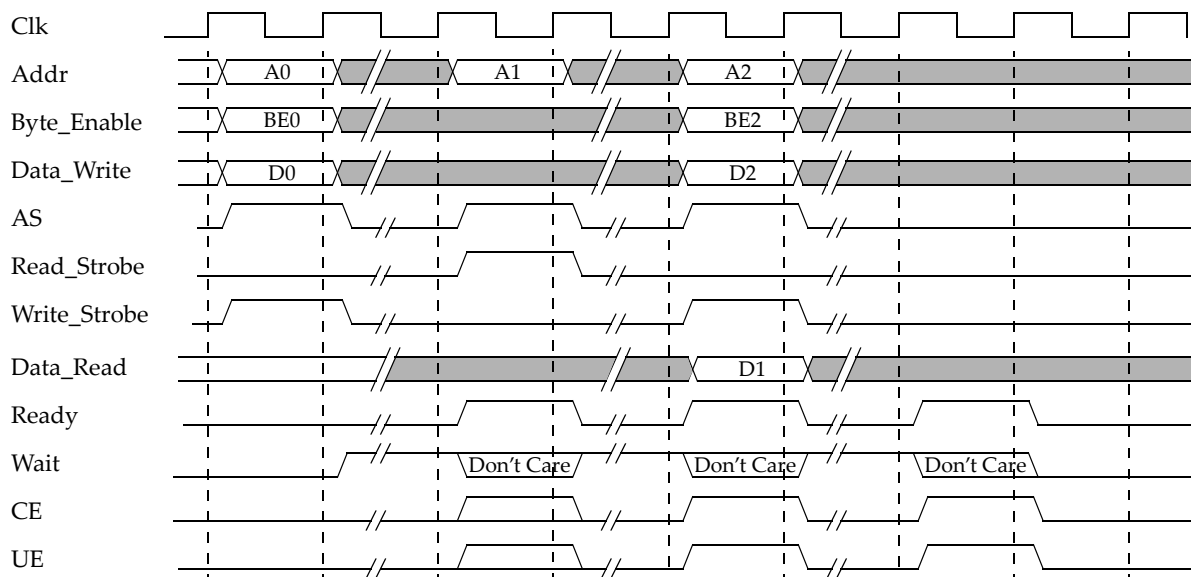 Clk
Addr A0 A1 A2
Byte_Enable BE0 BE2
Data_Write D0 D2
AS
Read_Strobe
Write_Strobe
Data_Read D1
Ready
Wait Don't Care Don't Care Don't Care
CE
UE